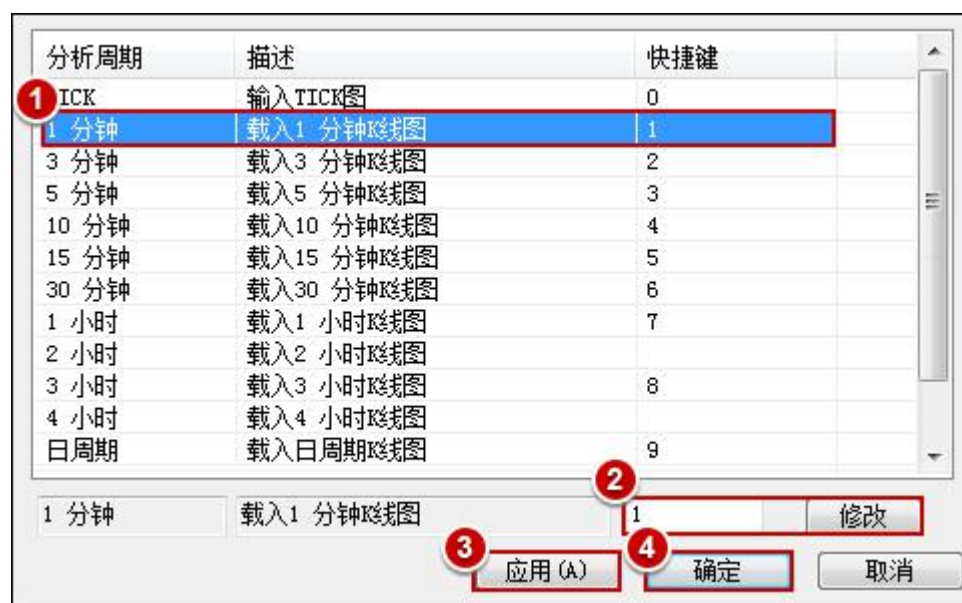 分析周期 描述 快捷键
1 ICK 输入TICK图 0
1 分钟 载入1 分钟K线图 1
3 分钟 载入3 分钟K线图 2
5 分钟 载入5 分钟K线图 3
10 分钟 载入10 分钟K线图 4
15 分钟 载入15 分钟K线图 5
30 分钟 载入30 分钟K线图 6
1 小时 载入1 小时K线图 7
2 小时 载入2 小时K线图
3 小时 载入3 小时K线图 8
4 小时 载入4 小时K线图
日周期 载入日周期K线图 9
2
1 分钟 载入1 分钟K线图 1 修改
3 应用(A) 4 确定 取消